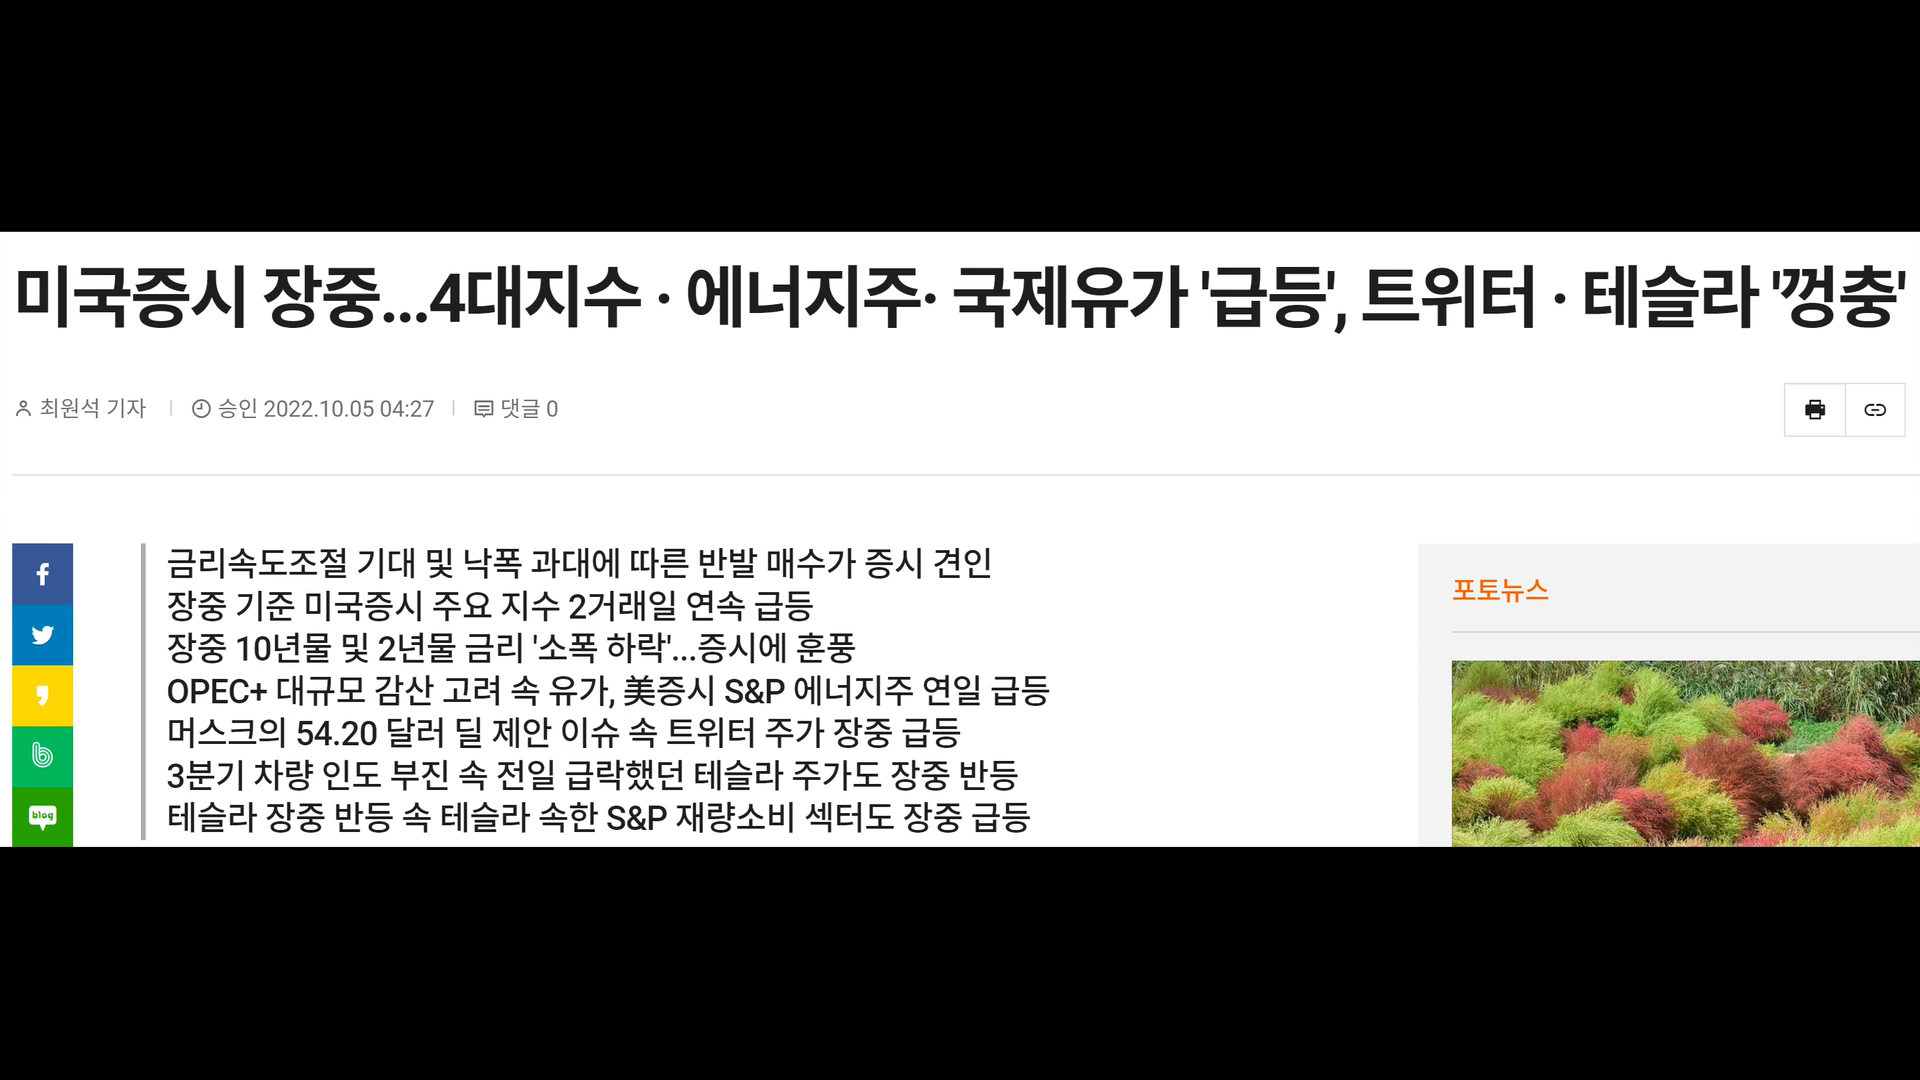 미국증시 장중...4대지수 · 에너지주· 국제유가 '급등', 트위터 · 테슬라 '껑충'
최원석 기자
승인 2022.10.05 04:27
댓글 0
f
b
blog
금리속도조절 기대 및 낙폭 과대에 따른 반발 매수가 증시 견인
장중 기준 미국증시 주요 지수 2거래일 연속 급등
장중 10년물 및 2년물 금리 '소폭 하락'...증시에 훈풍
OPEC+ 대규모 감산 고려 속 유가, 美증시 S&P 에너지주 연일 급등
머스크의 54.20 달러 딜 제안 이슈 속 트위터 주가 장중 급등
3분기 차량 인도 부진 속 전일 급락했던 테슬라 주가도 장중 반등
테슬라 장중 반등 속 테슬라 속한 S&P 재량소비 섹터도 장중 급등
포토뉴스